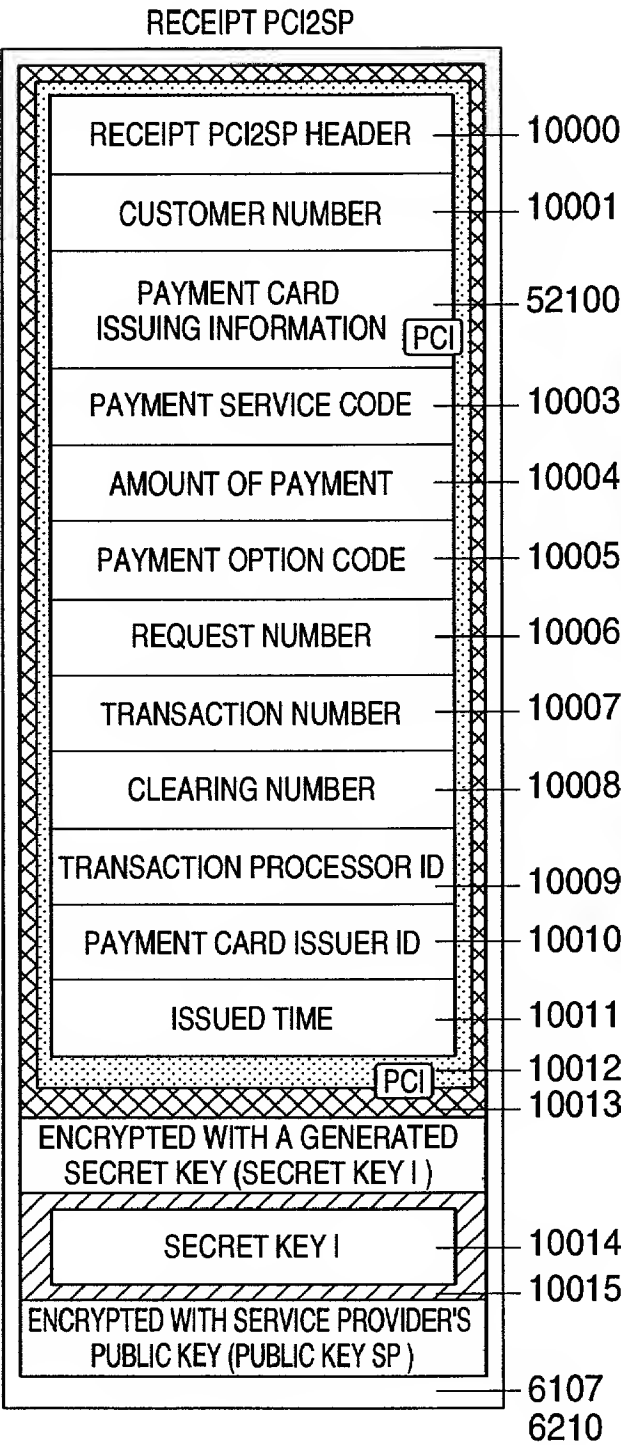 RECEIPT PCI2SP
RECEIPT PCI2SP HEADER 10000
CUSTOMER NUMBER 10001
PAYMENT CARD
ISSUING INFORMATION PCI 52100
PAYMENT SERVICE CODE 10003
AMOUNT OF PAYMENT 10004
PAYMENT OPTION CODE 10005
REQUEST NUMBER 10006
TRANSACTION NUMBER 10007
CLEARING NUMBER 10008
TRANSACTION PROCESSOR ID 10009
PAYMENT CARD ISSUER ID 10010
ISSUED TIME 10011
PCI 10012
10013
ENCRYPTED WITH A GENERATED
SECRET KEY (SECRET KEY I )
SECRET KEY I 10014
10015
ENCRYPTED WITH SERVICE PROVIDER'S
PUBLIC KEY (PUBLIC KEY SP )
6107
6210